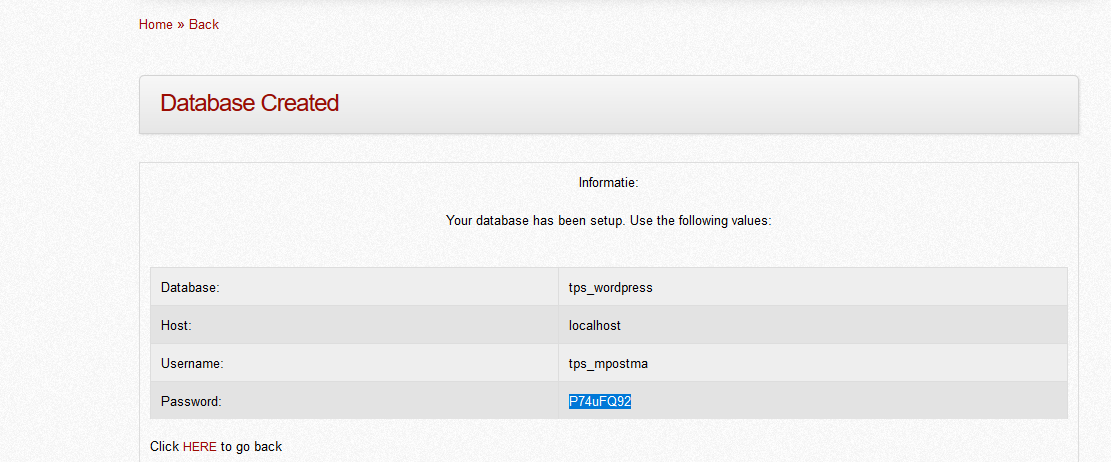 Home » Back
Database Created
Informatie:
Your database has been setup. Use the following values:
Database: tps_wordpress
Host: localhost
Username: tps_mpostma
Password: P74uFQ92
Click HERE to go back